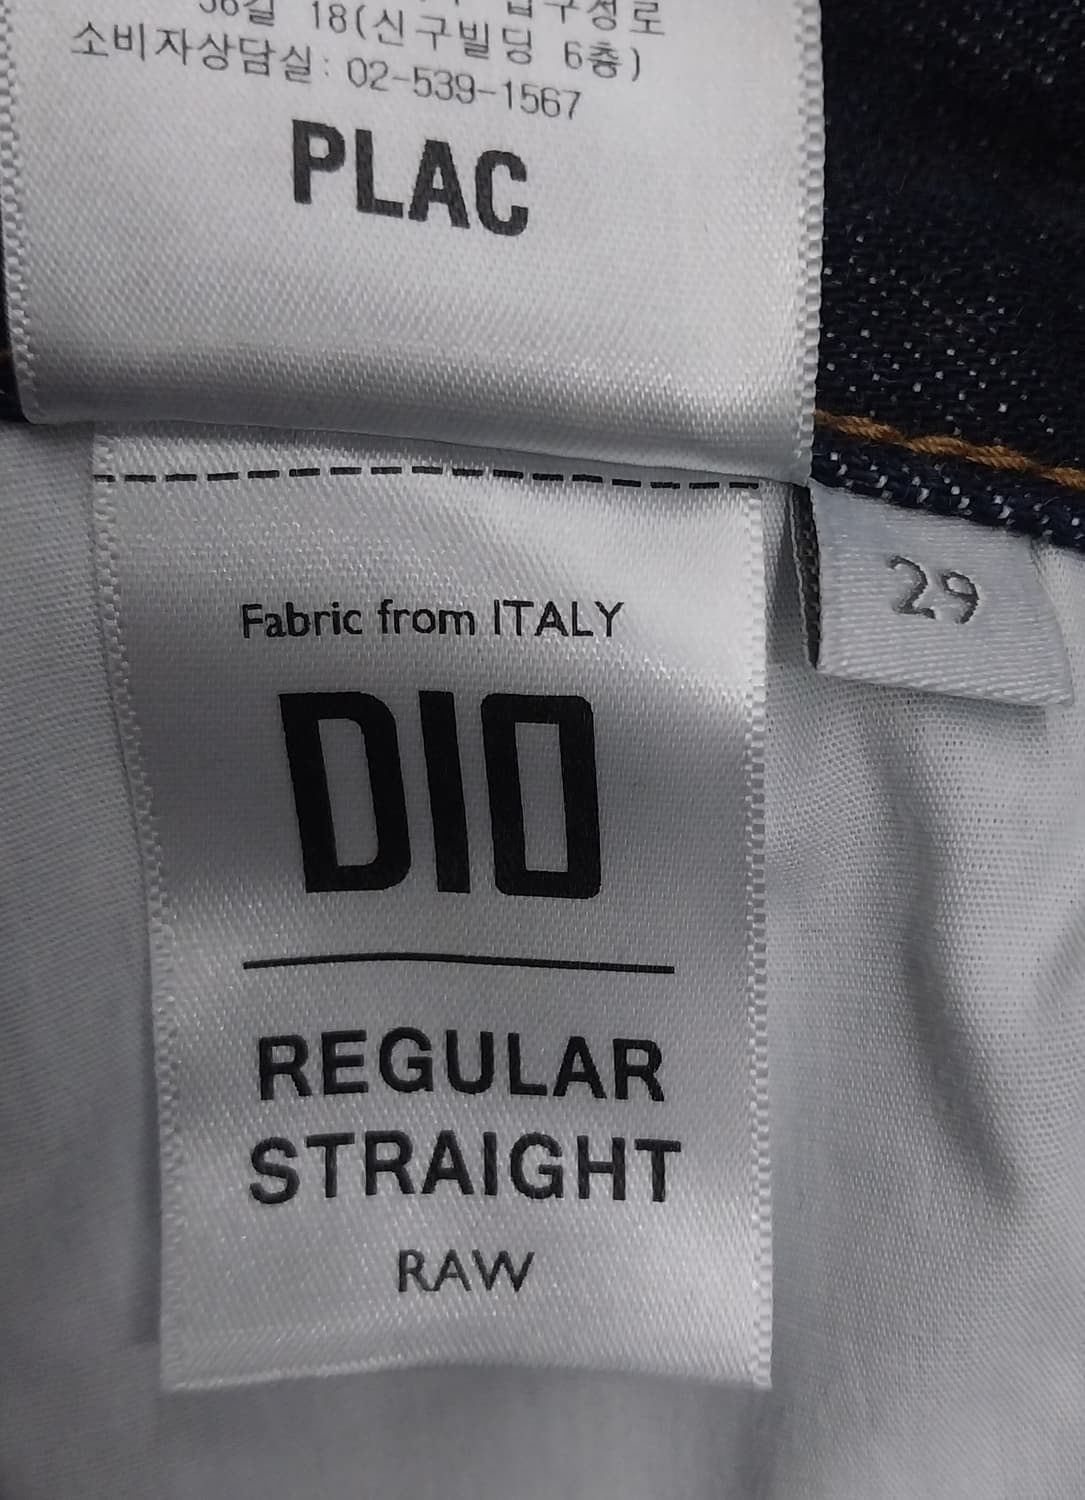 18(신구빌딩 6층)
소비자상담실: 02-539-1567
PLAC
29
Fabric from ITALY
DIO
REGULAR
STRAIGHT
RAW